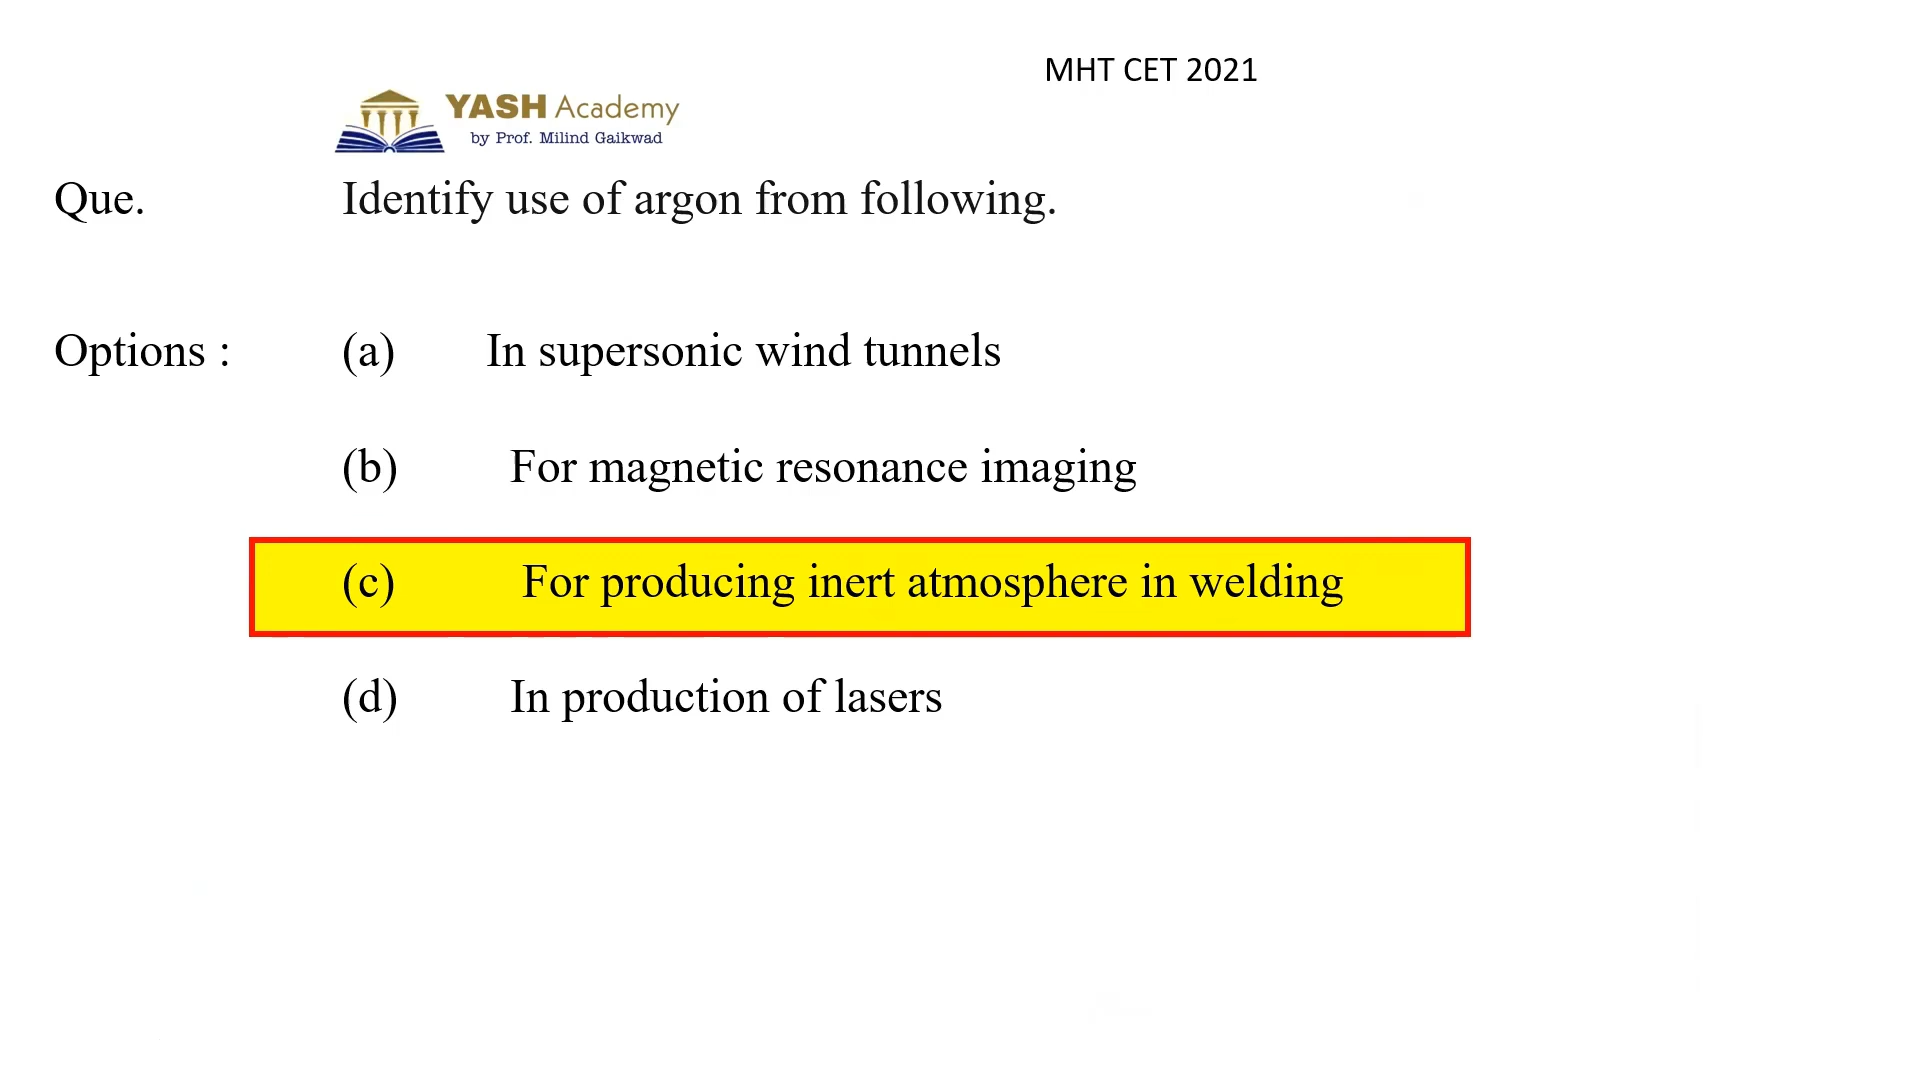 MHT CET 2021
YASH Academy
by Prof. Milind Gaikwad
Que. Identify use of argon from following.
Options : (a) In supersonic wind tunnels
(b) For magnetic resonance imaging
(c) For producing inert atmosphere in welding
(d) In production of lasers